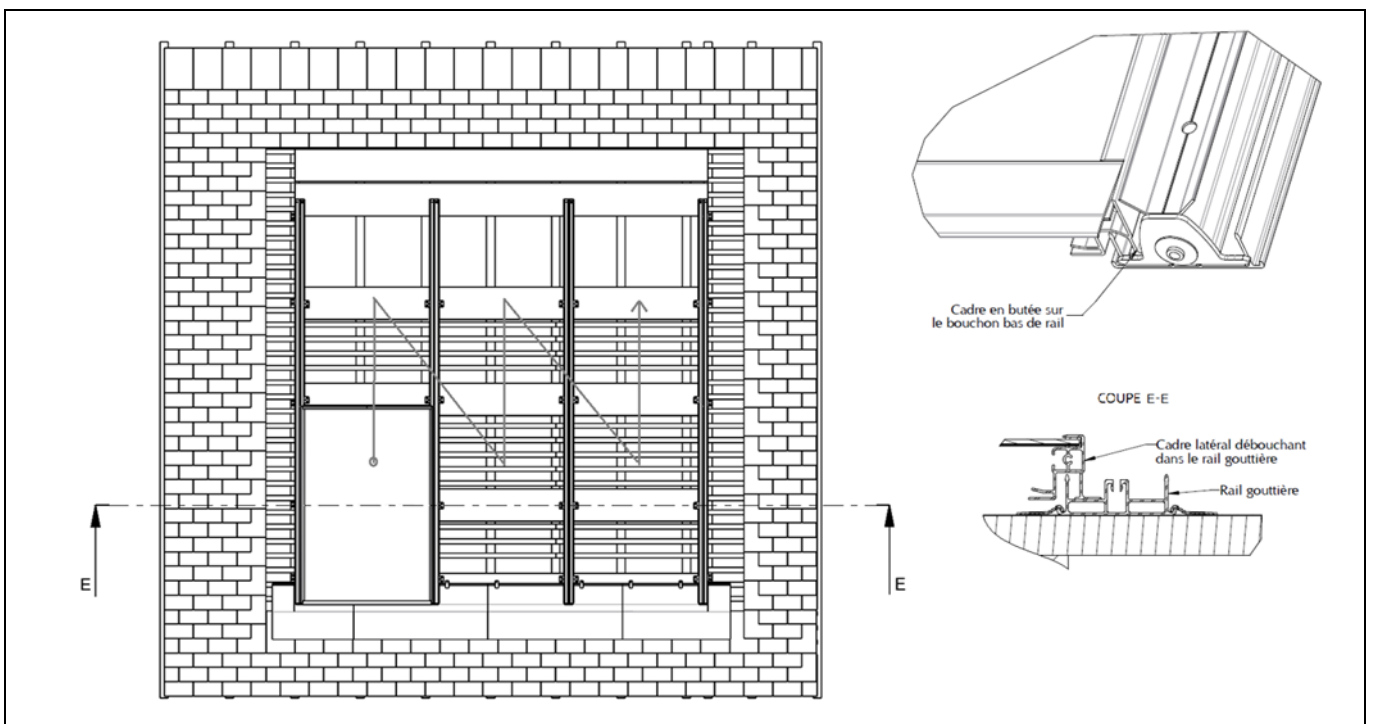 Cadre en butée sur
le bouchon bas de rail
COUPE E-E
Cadre latéral débouchant
dans le rail gouttière
Rail gouttière
E
E